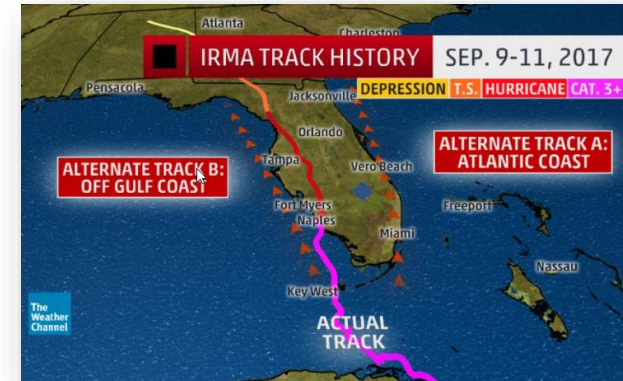 Atlanta
Charleston
IRMA TRACK HISTORY SEP. 9-11, 2017
DEPRESSION T.S. HURRICANE CAT. 3+
Pensacola
Jacksonville
Orlando
ALTERNATE TRACK A:
ATLANTIC COAST
ALTERNATE TRACK B:
OFF GULF COAST
Tampa
Vero Beach
Fort Myers
Naples
Freeport
Miami
Nassau
Key West
The
Weather
Channel
ACTUAL
TRACK